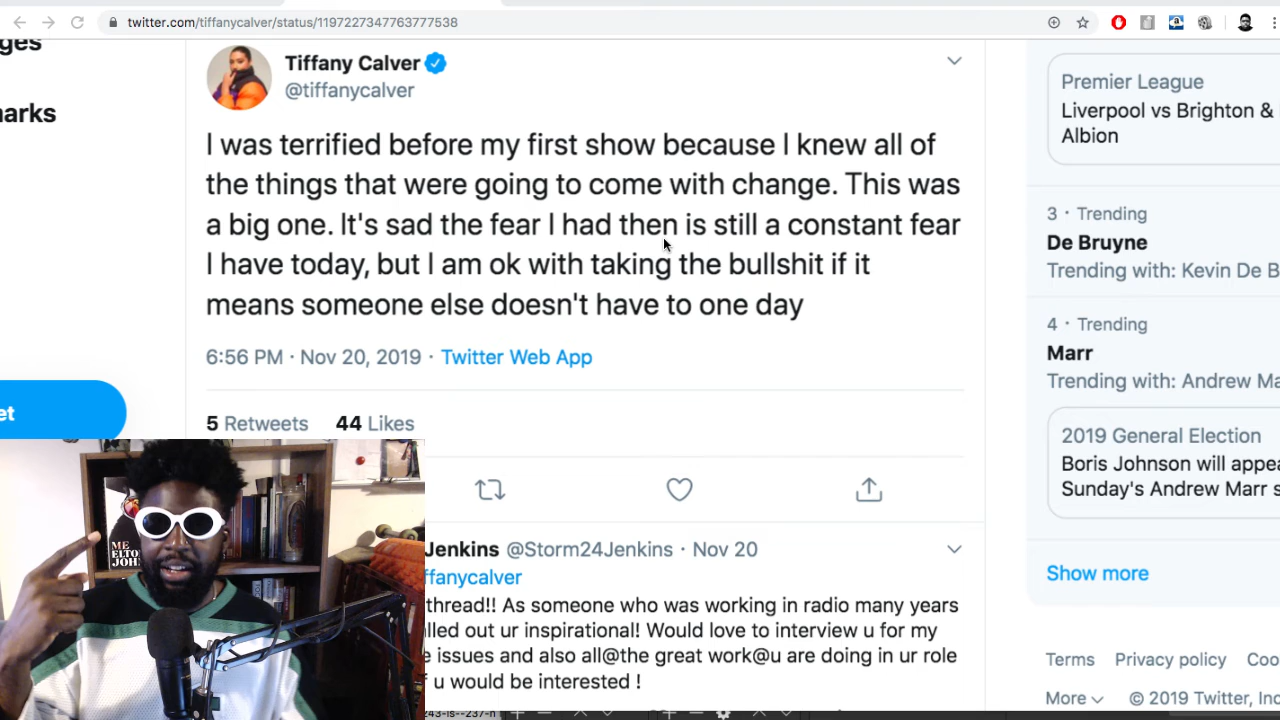 twitter.com/tiffanycalver/status/1197227347763777538
ges
arks
et
Tiffany Calver
@tiffanycalver
I was terrified before my first show because I knew all of
the things that were going to come with change. This was
a big one. It's sad the fear I had then is still a constant fear
I have today, but I am ok with taking the bullshit if it
means someone else doesn't have to one day
6:56 PM · Nov 20, 2019 · Twitter Web App
5 Retweets 44 Likes
Jenkins @Storm24Jenkins · Nov 20
ffanycalver
thread!! As someone who was working in radio many years
lled out ur inspirational! Would love to interview u for my
e issues and also all@the great work@u are doing in ur role
f u would be interested !
Premier League
Liverpool vs Brighton &
Albion
3 · Trending
De Bruyne
Trending with: Kevin De B
4 · Trending
Marr
Trending with: Andrew Ma
2019 General Election
Boris Johnson will appea
Sunday's Andrew Marr s
Show more
Terms Privacy policy Coo
More © 2019 Twitter, Inc
ME
ELTO
JOH